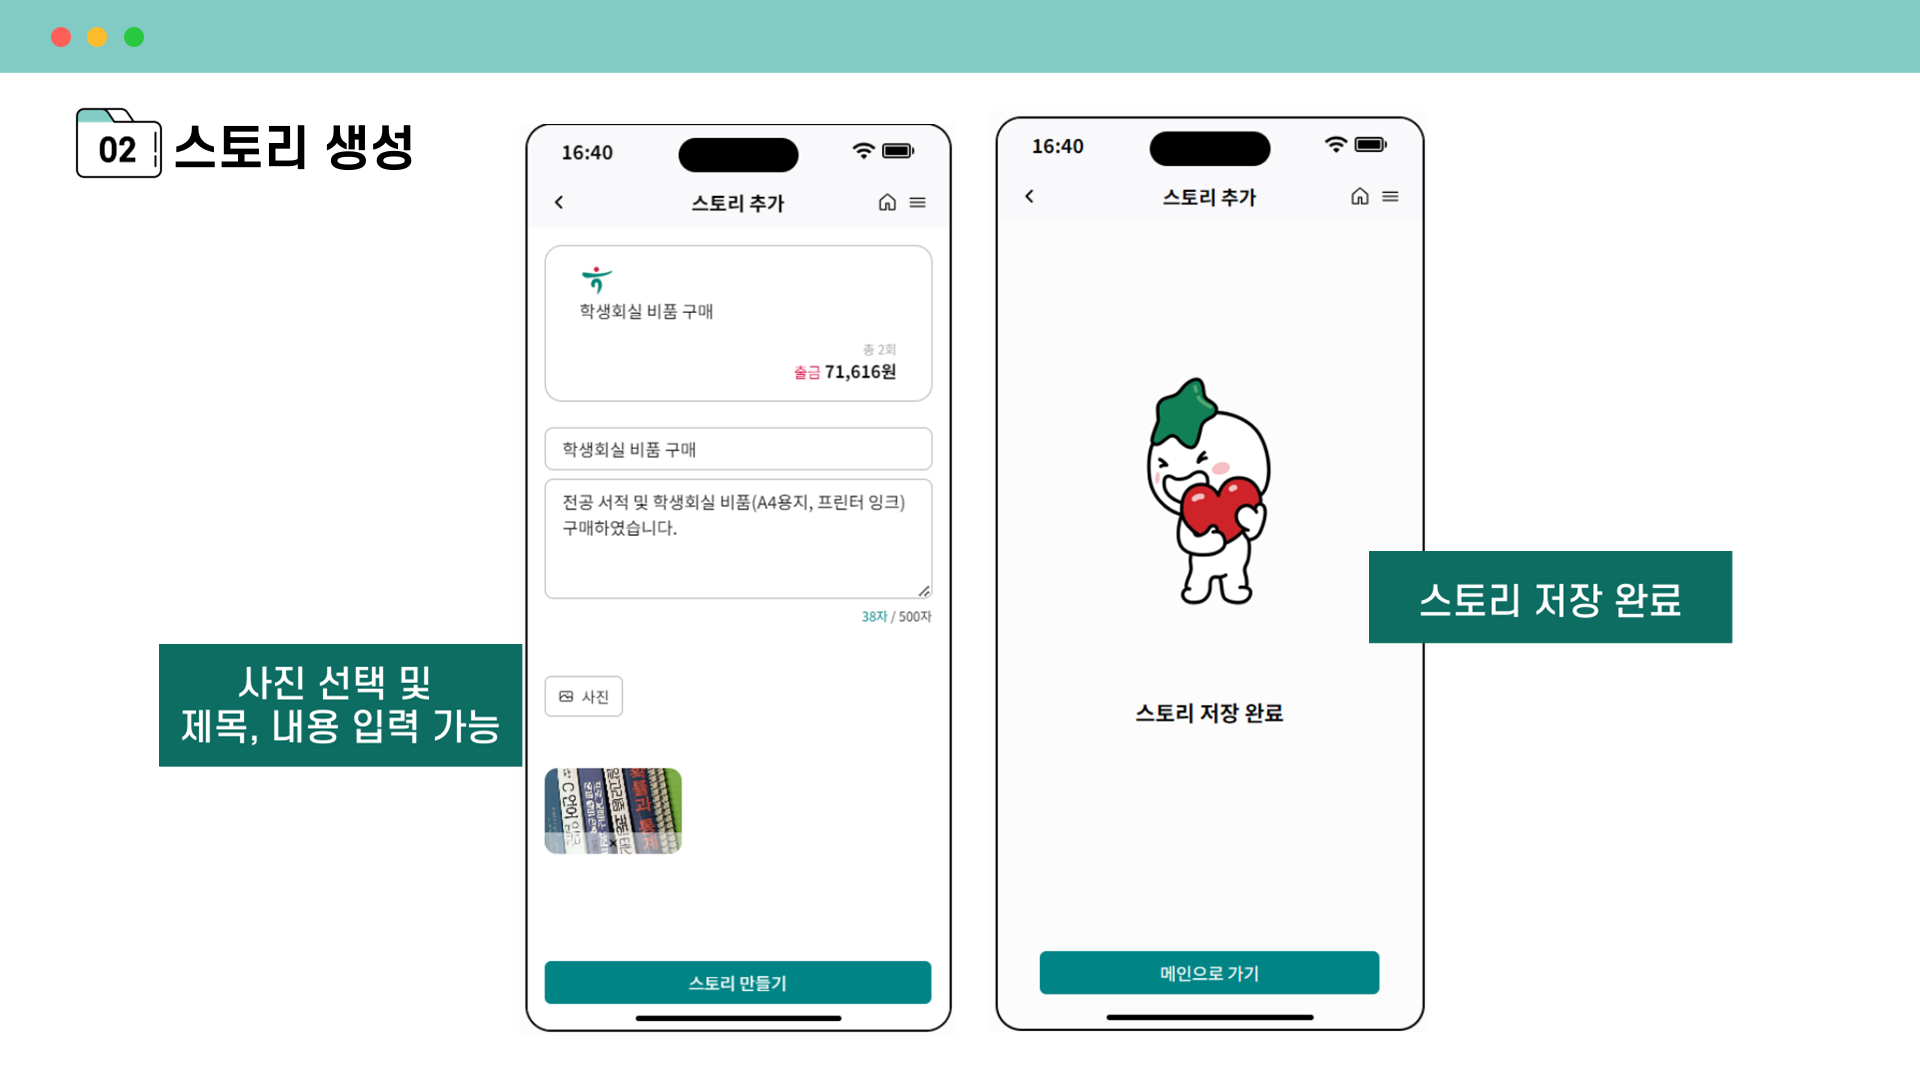 02 스토리 생성
16:40
스토리 추가
학생회실 비품 구매
총 2회
출금 71,616원
학생회실 비품 구매
전공 서적 및 학생회실 비품(A4용지, 프린터 잉크)
구매하였습니다.
38자 / 500자
사진
C 언어
확률과 통계
스토리 만들기
사진 선택 및
제목, 내용 입력 가능
16:40
스토리 추가
스토리 저장 완료
메인으로 가기
스토리 저장 완료